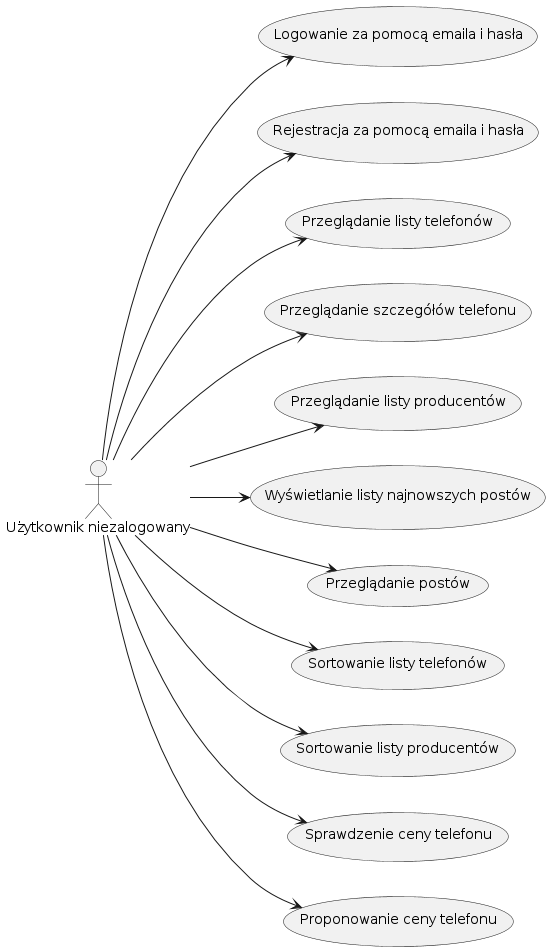 Logowanie za pomocą emaila i hasła
Rejestracja za pomocą emaila i hasła
Przeglądanie listy telefonów
Przeglądanie szczegółów telefonu
Przeglądanie listy producentów
Wyświetlanie listy najnowszych postów
Użytkownik niezalogowany
Przeglądanie postów
Sortowanie listy telefonów
Sortowanie listy producentów
Sprawdzenie ceny telefonu
Proponowanie ceny telefonu